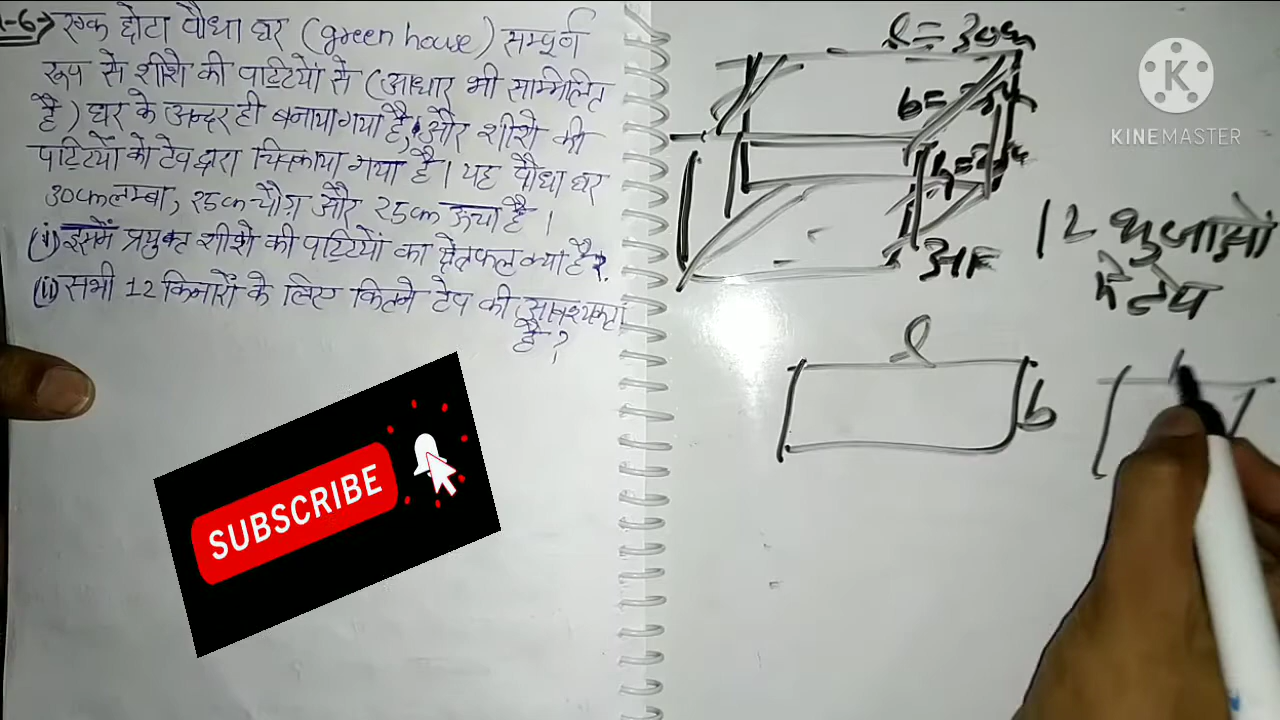 एक छोटा पौधा घर (green house) सम्पूर्ण
रूप से शीशे की पट्टियों से (आधार भी साम्मिलित
है) घर के अन्दर ही बनाया गया है, और शीशे की
पट्टियों को टेप द्वारा चिपकाया गया है। यह पौधा घर
30cm लम्बा, 25cm चौड़ा और 25cm ऊंचा है।
(i) इसमें प्रयुक्त शीशे की पट्टियों का क्षेत्रफल क्या है?
(ii) सभी 12 किनारों के लिए कितने टेप की आवश्यकता
है?
l = 30cm
b =
h =
12 भुजाओं
में टेप
l
b
K
KINEMASTER
SUBSCRIBE